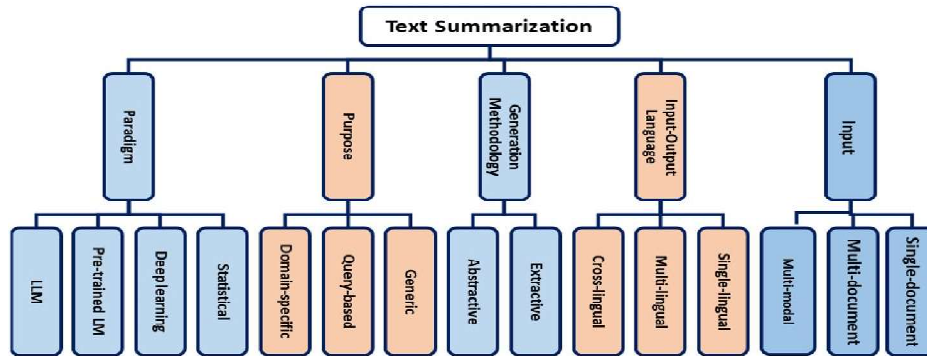 Text Summarization
Paradigm
Purpose
Generation
Methodology
Input-Output
Language
Input
LLM
Pre-trained LM
Deep learning
Statistical
Domain-specific
Query-based
Generic
Abstractive
Extractive
Cross-lingual
Multi-lingual
Single-lingual
Multi-modal
Multi-document
Single-document